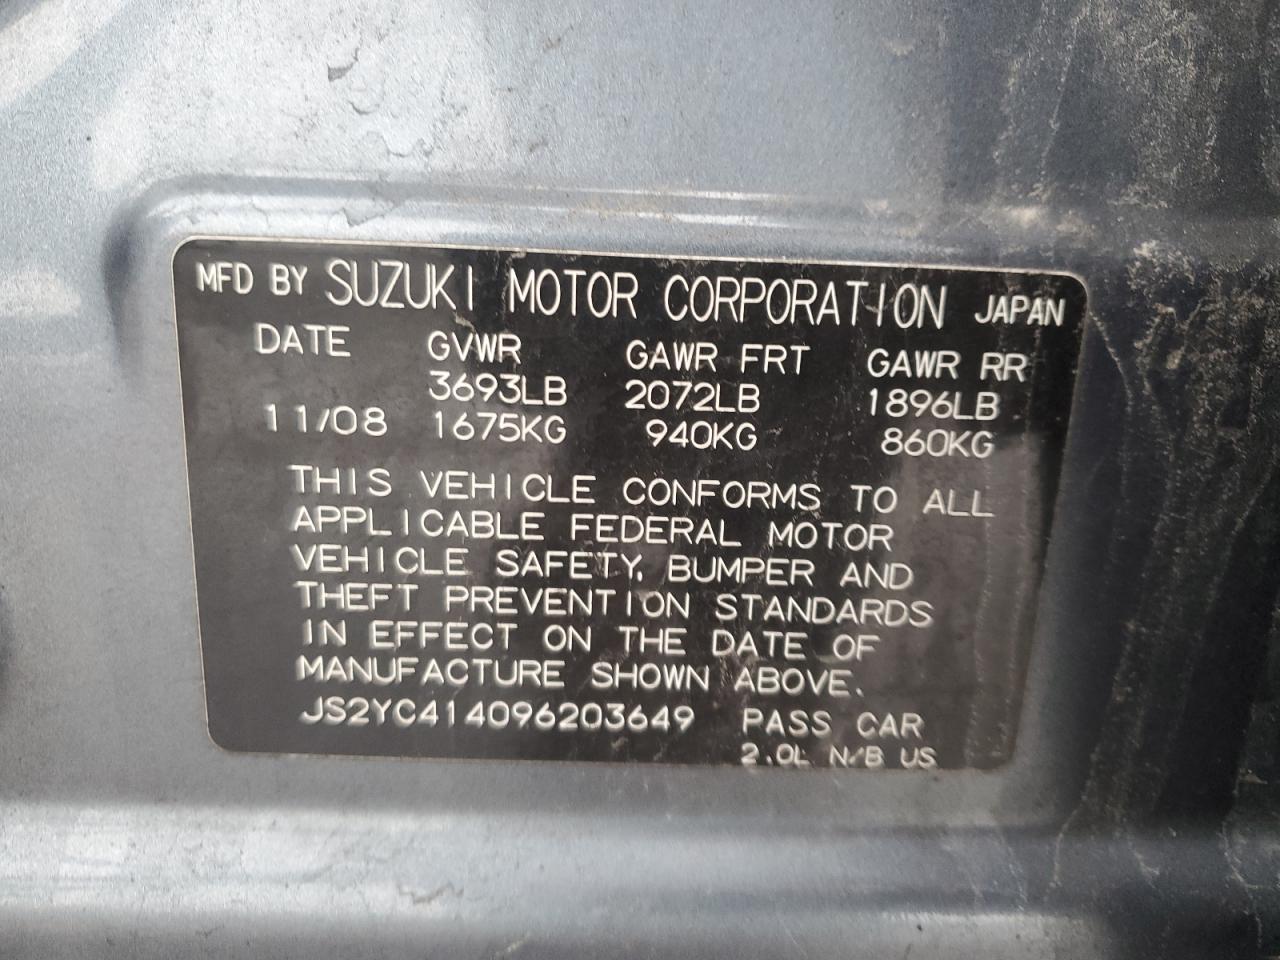 MFD BY SUZUKI MOTOR CORPORATION JAPAN
DATE GVWR GAWR FRT GAWR RR
3693LB 2072LB 1896LB
11/08 1675KG 940KG 860KG
THIS VEHICLE CONFORMS TO ALL
APPLICABLE FEDERAL MOTOR
VEHICLE SAFETY, BUMPER AND
THEFT PREVENTION STANDARDS
IN EFFECT ON THE DATE OF
MANUFACTURE SHOWN ABOVE.
JS2YC414096203649 PASS CAR
2.0L N/B US